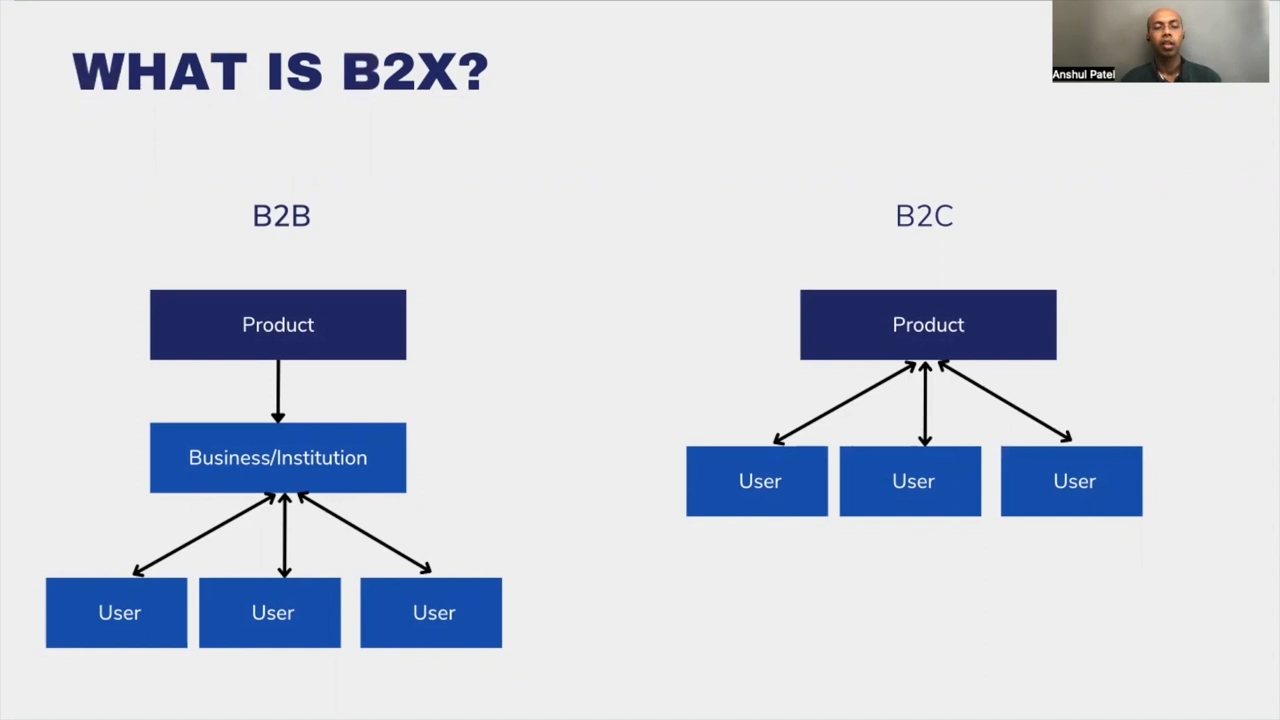 WHAT IS B2X?
Anshul Patel
B2B
Product
Business/Institution
User User User
B2C
Product
User User User